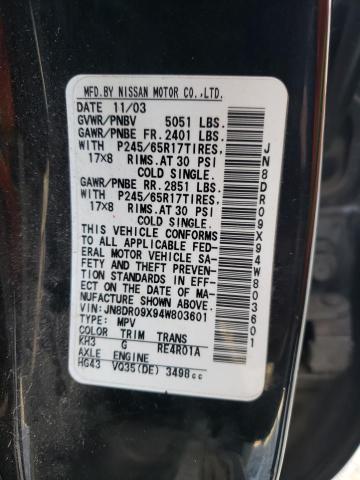 MFD.BY NISSAN MOTOR CO.,LTD.
DATE 11/03
GVWR/PNBV 5051 LBS.
GAWR/PNBE FR.2401 LBS.
WITH P245/65R17TIRES,
17×8 RIMS.AT 30 PSI
COLD SINGLE.
GAWR/PNBE RR.2851 LBS.
WITH P245/65R17TIRES,
17×8 RIMS.AT 30 PSI
COLD SINGLE.
THIS VEHICLE CONFORMS
TO ALL APPLICABLE FED-
ERAL MOTOR VEHICLE SA-
FETY AND THEFT PREVEN-
TION STANDARDS IN EFF-
ECT ON THE DATE OF MA-
NUFACTURE SHOWN ABOVE.
VIN:JN8DR09X94W803601
TYPE: MPV
COLOR TRIM TRANS
KH3 G RE4R01A
AXLE ENGINE
HG43 VQ35(DE) 3498cc
JN8DR09X94W803601